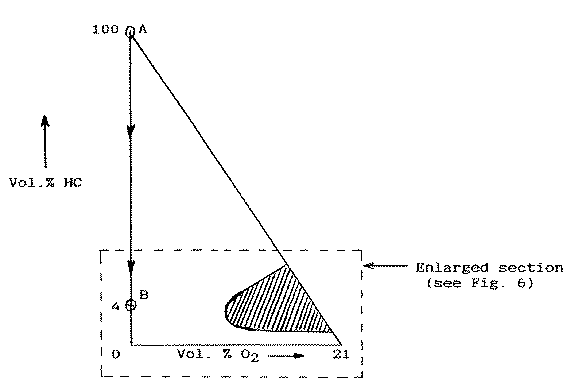 100 A
Vol.% HC
Enlarged section
(see Fig. 6)
B
4
0 Vol. % O2 21